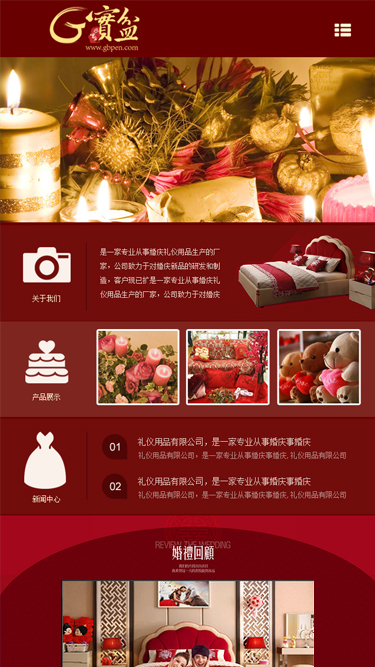 G寶盆
www.gbpen.com
是一家专业从事婚庆礼仪用品生产的厂
家，公司致力于对婚庆新品的研发和制
造。客户现已扩是一家专业从事婚庆礼
仪用品生产的厂家，公司致力于对婚庆
关于我们
产品展示
01
礼仪用品有限公司，是一家专业从事婚庆事婚庆
礼仪用品有限公司，是一家专业从事婚庆事婚庆, 礼仪用品有限公司
02
礼仪用品有限公司，是一家专业从事婚庆事婚庆
礼仪用品有限公司，是一家专业从事婚庆事婚庆, 礼仪用品有限公司
新闻中心
REVIEW THE WEDDING
婚禮回顧